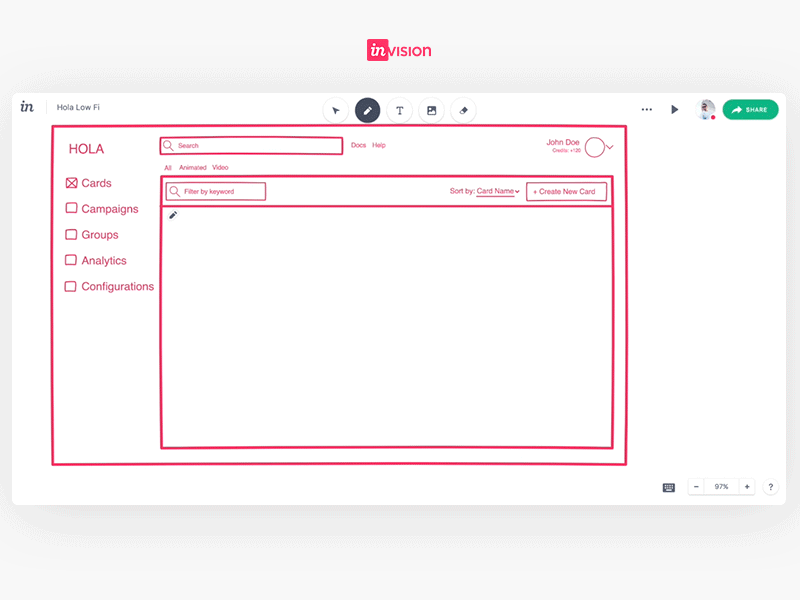 inVISION
in
Hola Low Fi
T
SHARE
HOLA
Search
Docs Help
John Doe
Credits: +120
All Animated Video
Cards
Campaigns
Groups
Analytics
Configurations
Filter by keyword
Sort by: Card Name
+ Create New Card
- 97% +
?